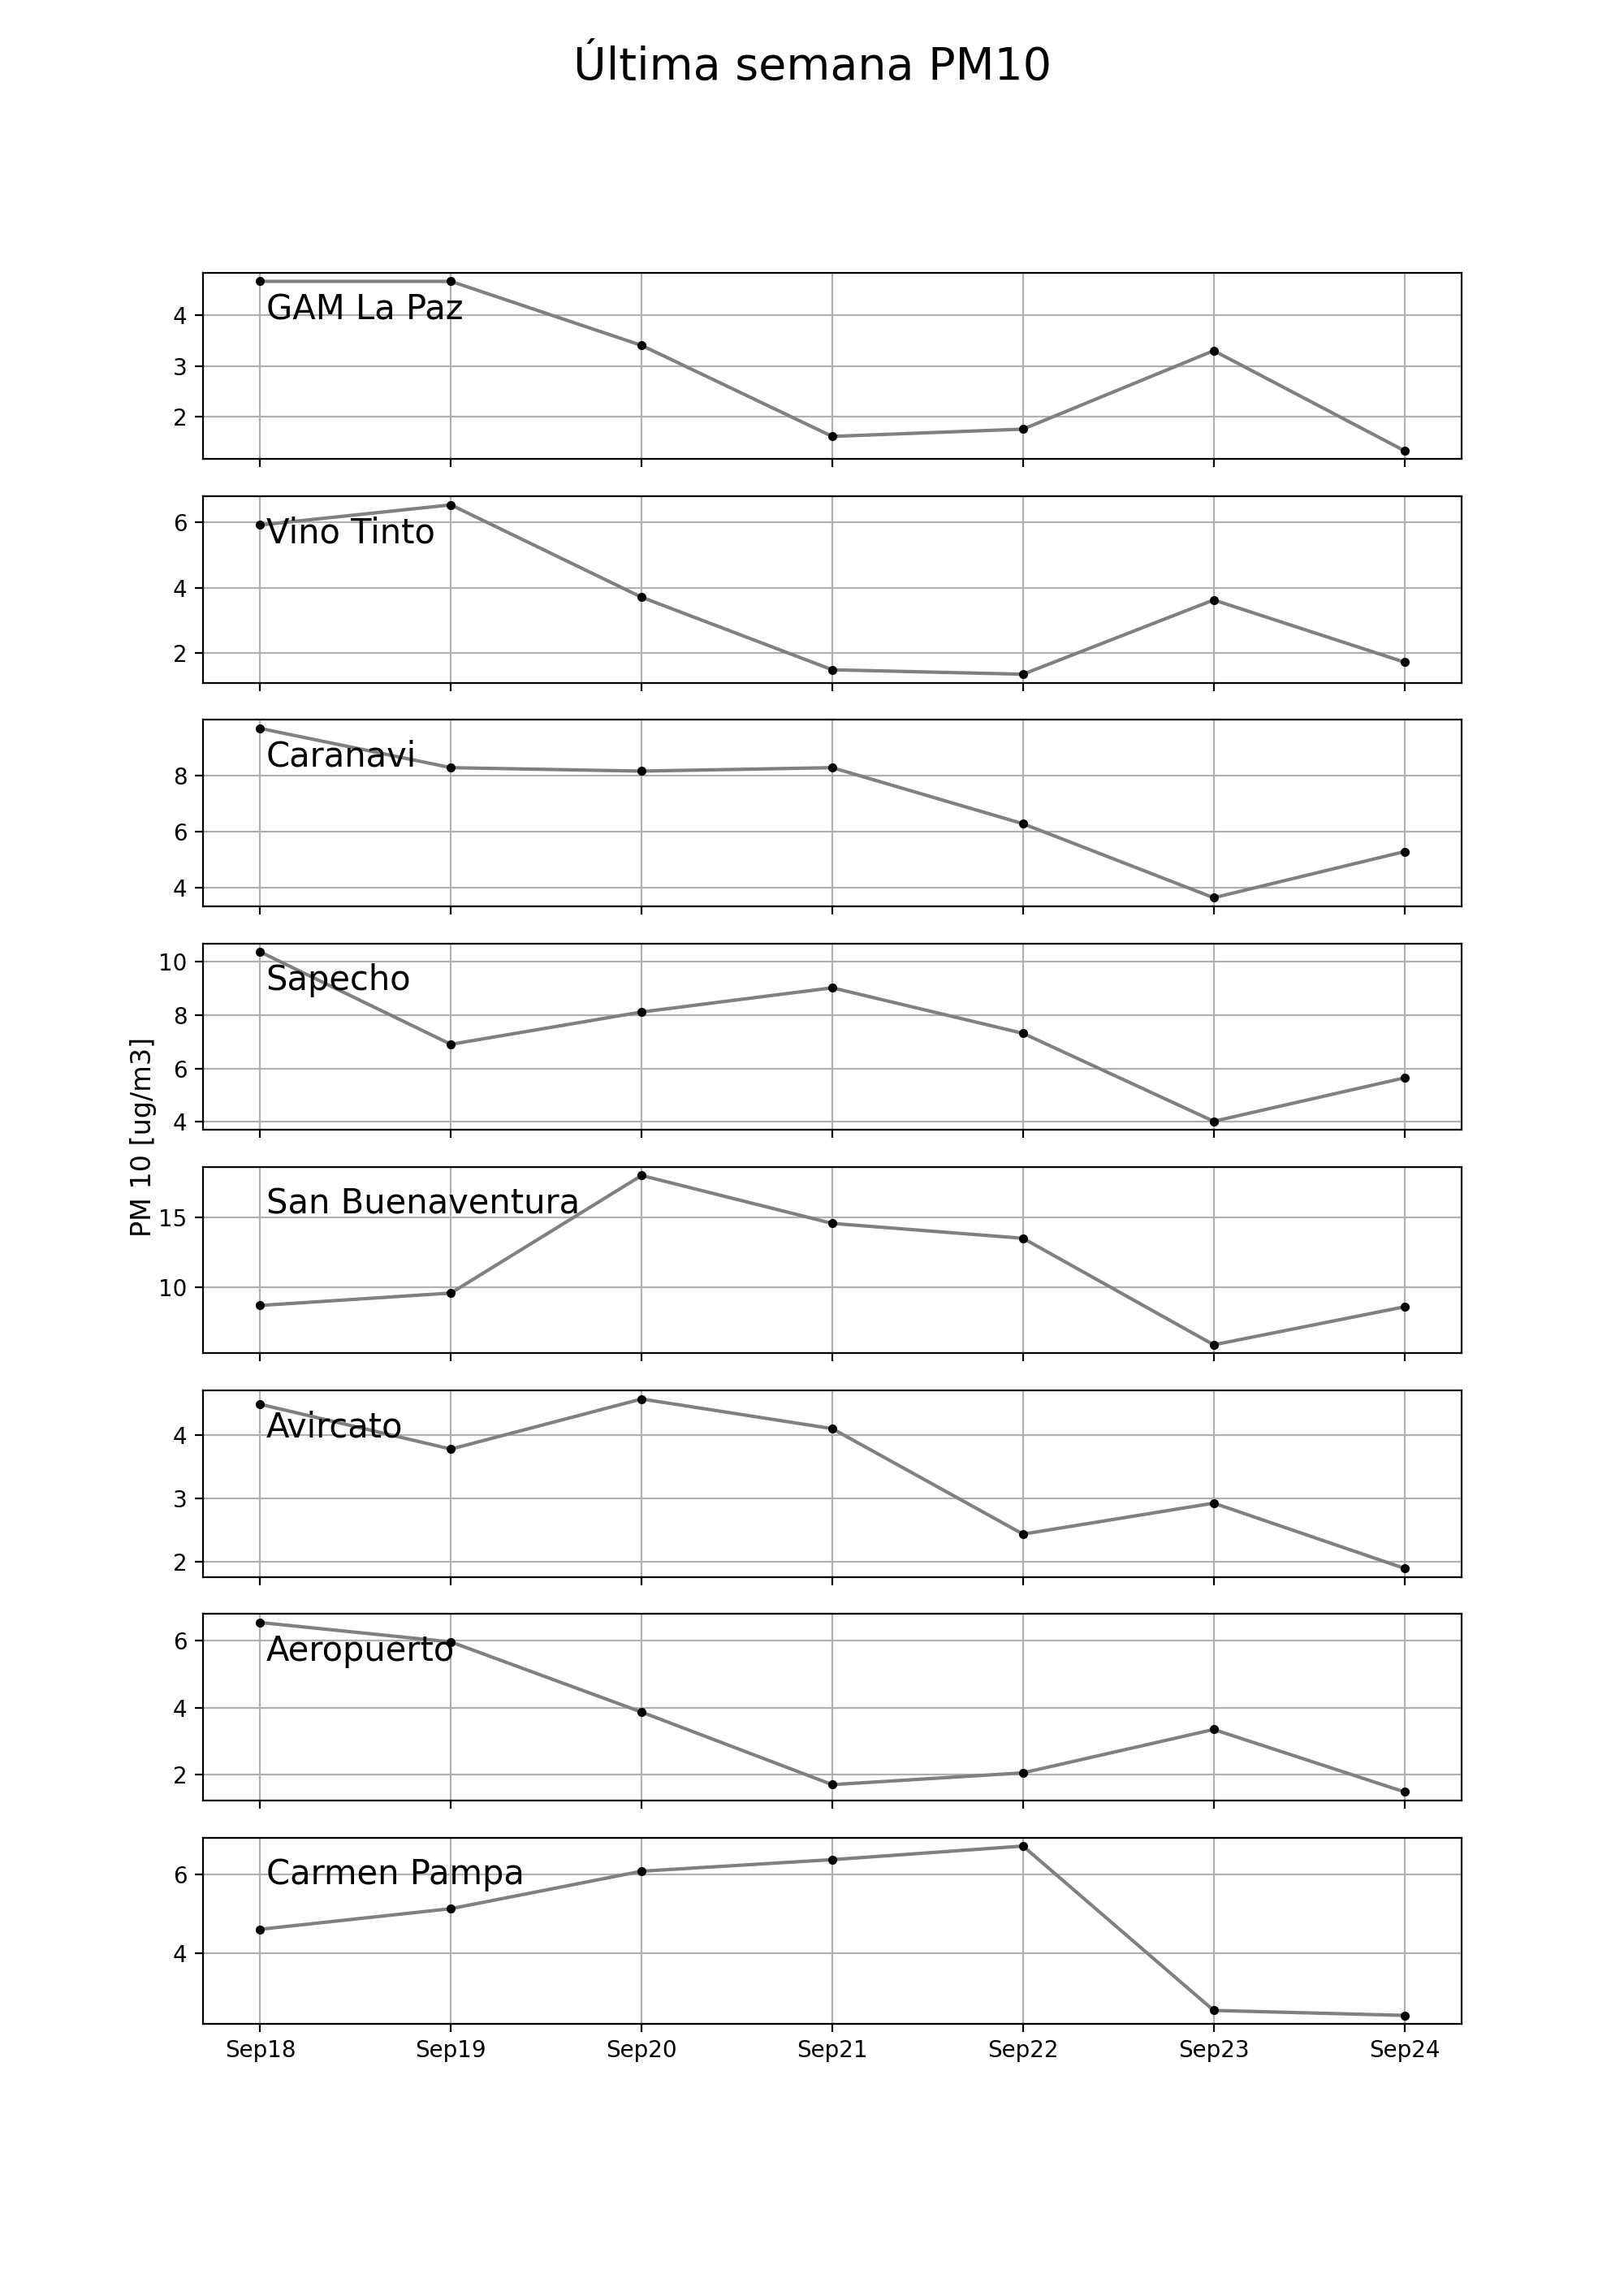 Última semana PM10
GAM La Paz
4
3
2
Vino Tinto
6
4
2
Caranavi
8
6
4
Sapecho
10
8
6
4
PM 10 [ug/m3]
San Buenaventura
15
10
Avircato
4
3
2
Aeropuerto
6
4
2
Carmen Pampa
6
4
Sep18 Sep19 Sep20 Sep21 Sep22 Sep23 Sep24